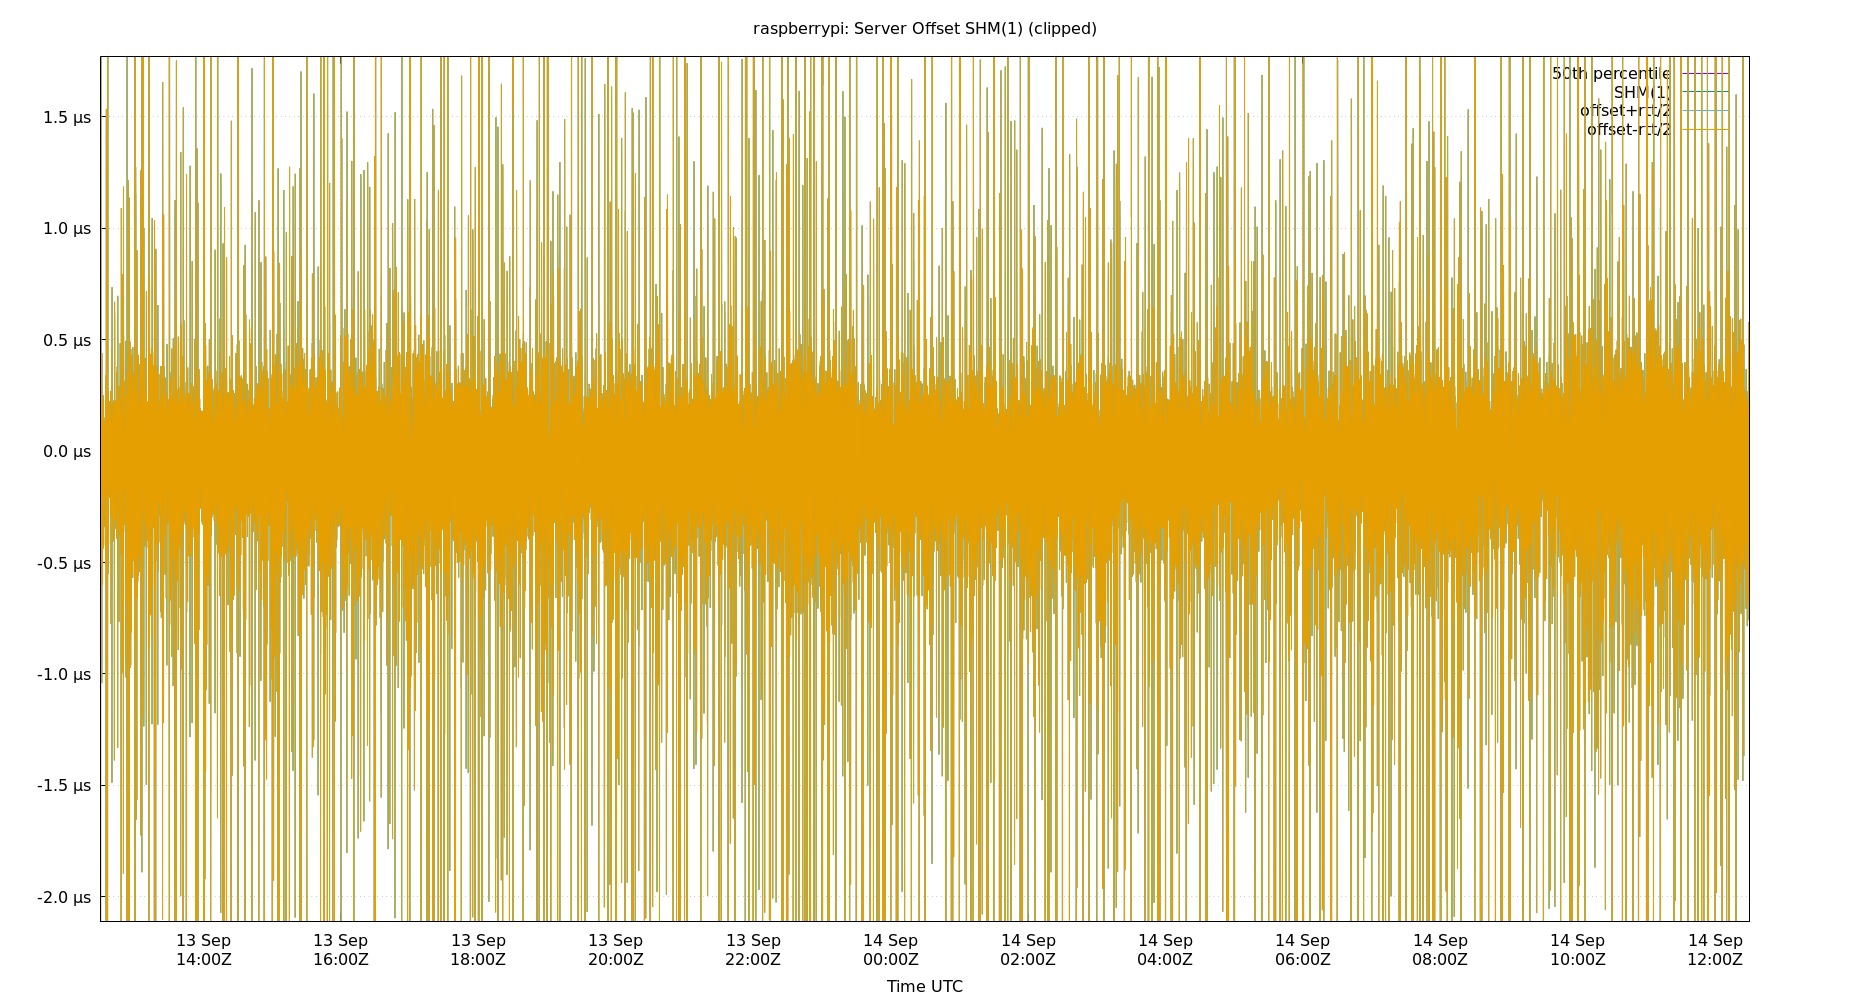 raspberrypi: Server Offset SHM(1) (clipped)
50th percentile
SHM(1)
offset+rtt/2
offset-rtt/2
1.5 µs
1.0 µs
0.5 µs
0.0 µs
-0.5 µs
-1.0 µs
-1.5 µs
-2.0 µs
13 Sep 13 Sep 13 Sep 13 Sep 13 Sep 14 Sep 14 Sep 14 Sep 14 Sep 14 Sep 14 Sep 14 Sep
14:00Z 16:00Z 18:00Z 20:00Z 22:00Z 00:00Z 02:00Z 04:00Z 06:00Z 08:00Z 10:00Z 12:00Z
Time UTC